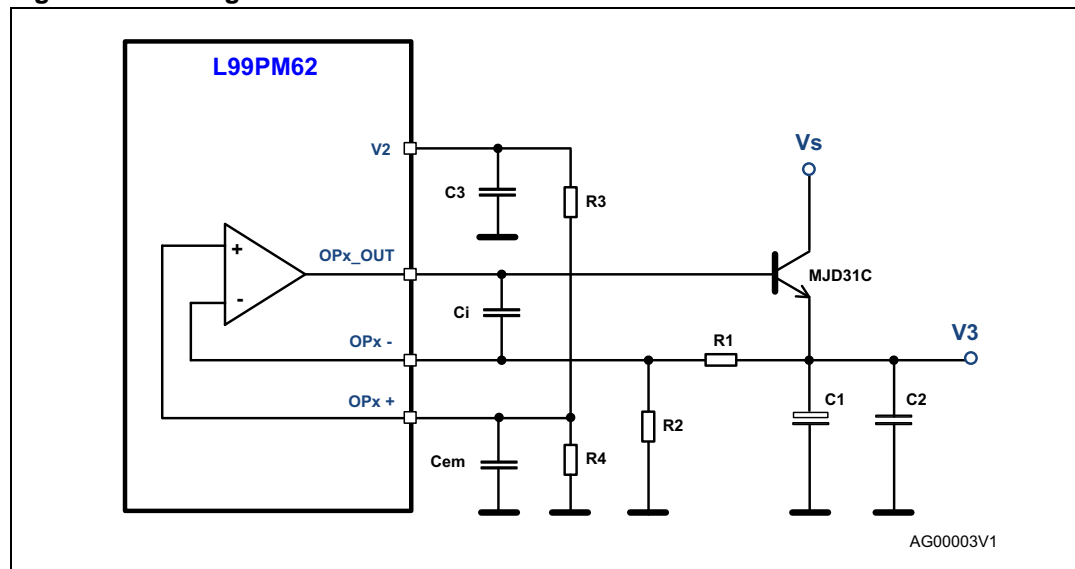 L99PM62
Vs
V2
C3
R3
OPx_OUT
+
MJD31C
-
Ci
V3
R1
OPx -
OPx +
C1
C2
R2
Cem
R4
AG00003V1